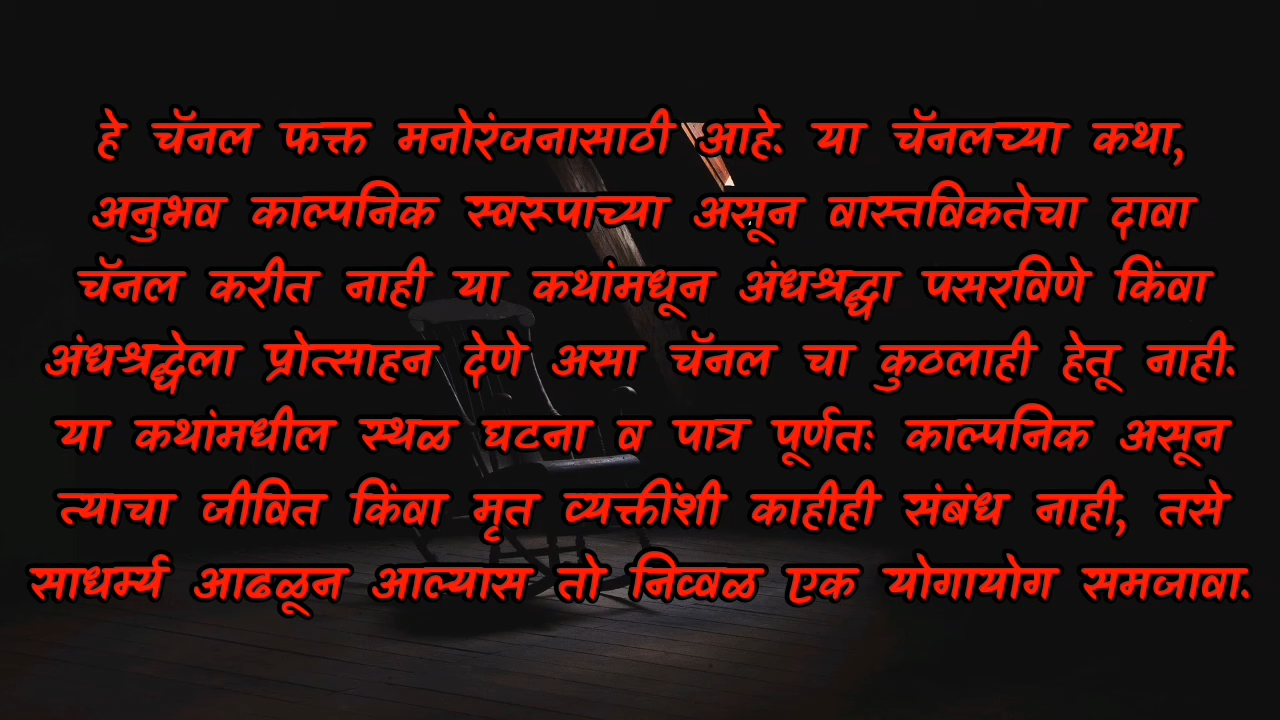 हे चॅनल फक्त मनोरंजनासाठी आहे. या चॅनलच्या कथा,
अनुभव काल्पनिक स्वरूपाच्या असून वास्तविकतेचा दावा
चॅनल करीत नाही या कथांमधून अंधश्रद्धा पसरविणे किंवा
अंधश्रद्धेला प्रोत्साहन देणे असा चॅनल चा कुठलाही हेतू नाही.
या कथांमधील स्थळ घटना व पात्र पूर्णतः काल्पनिक असून
त्याचा जीवित किंवा मृत व्यक्तींशी काहीही संबंध नाही, तसे
साधर्म्य आढळून आल्यास तो निव्वळ एक योगायोग समजावा.